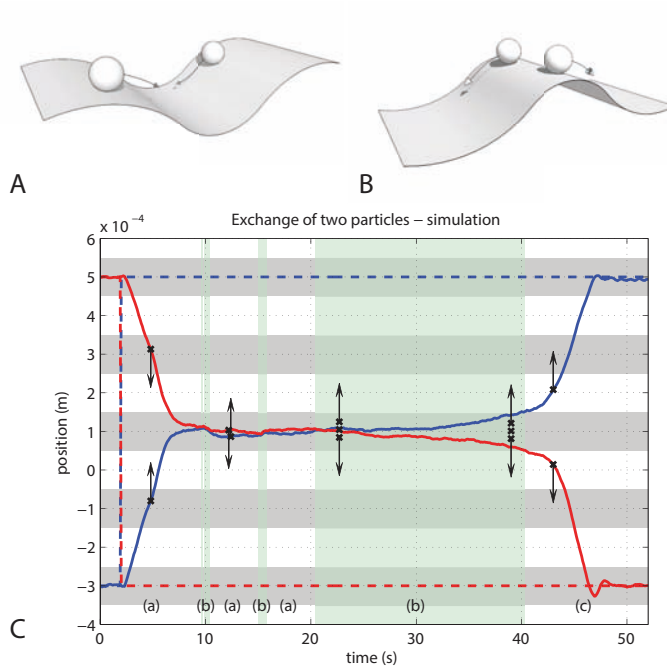 A
B
Exchange of two particles – simulation
x 10 −4
6
5
4
3
2
1
0
−1
−2
−3
−4
position (m)
(a) (b) (a) (b) (a) (b) (c)
0 10 20 30 40 50
time (s)
C